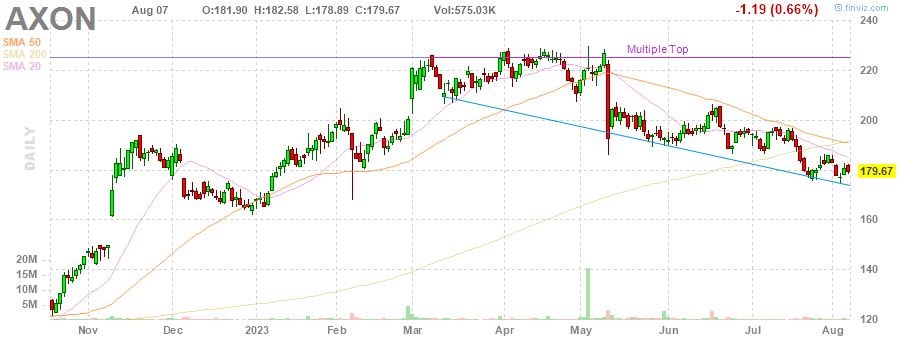 AXON
Aug 07
O:181.90 H:182.58 L:178.89 C:179.67
Vol:575.03K
-1.19 (0.66%)
finviz.com
SMA 50
SMA 200
SMA 20
Multiple Top
DAILY
240
220
200
179.67
180
160
140
120
20M
15M
10M
5M
Nov Dec 2023 Feb Mar Apr May Jun Jul Aug